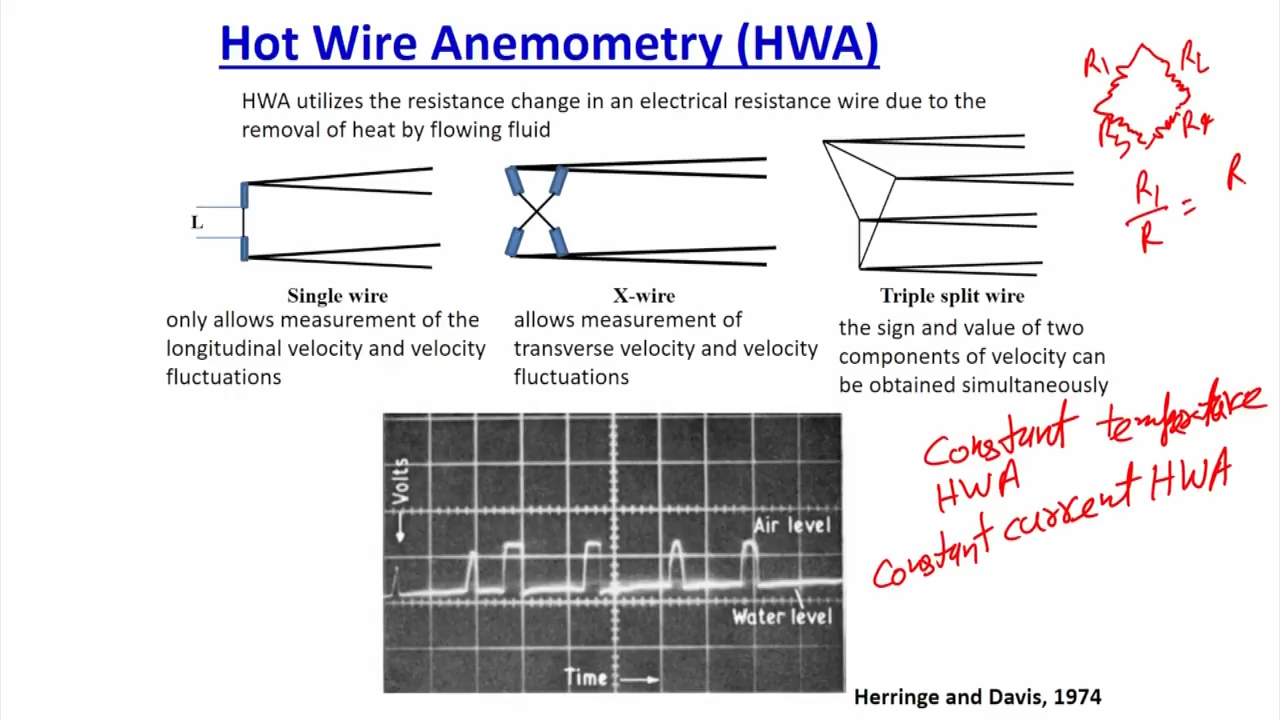 Hot Wire Anemometry (HWA)
HWA utilizes the resistance change in an electrical resistance wire due to the
removal of heat by flowing fluid
R1
R4
R1
R
=
R
L
Single wire
only allows measurement of the
longitudinal velocity and velocity
fluctuations
X-wire
allows measurement of
transverse velocity and velocity
fluctuations
Triple split wire
the sign and value of two
components of velocity can
be obtained simultaneously
Constant temperature
HWA
Constant current HWA
Volts
Air level
Water level
Time
Herringe and Davis, 1974